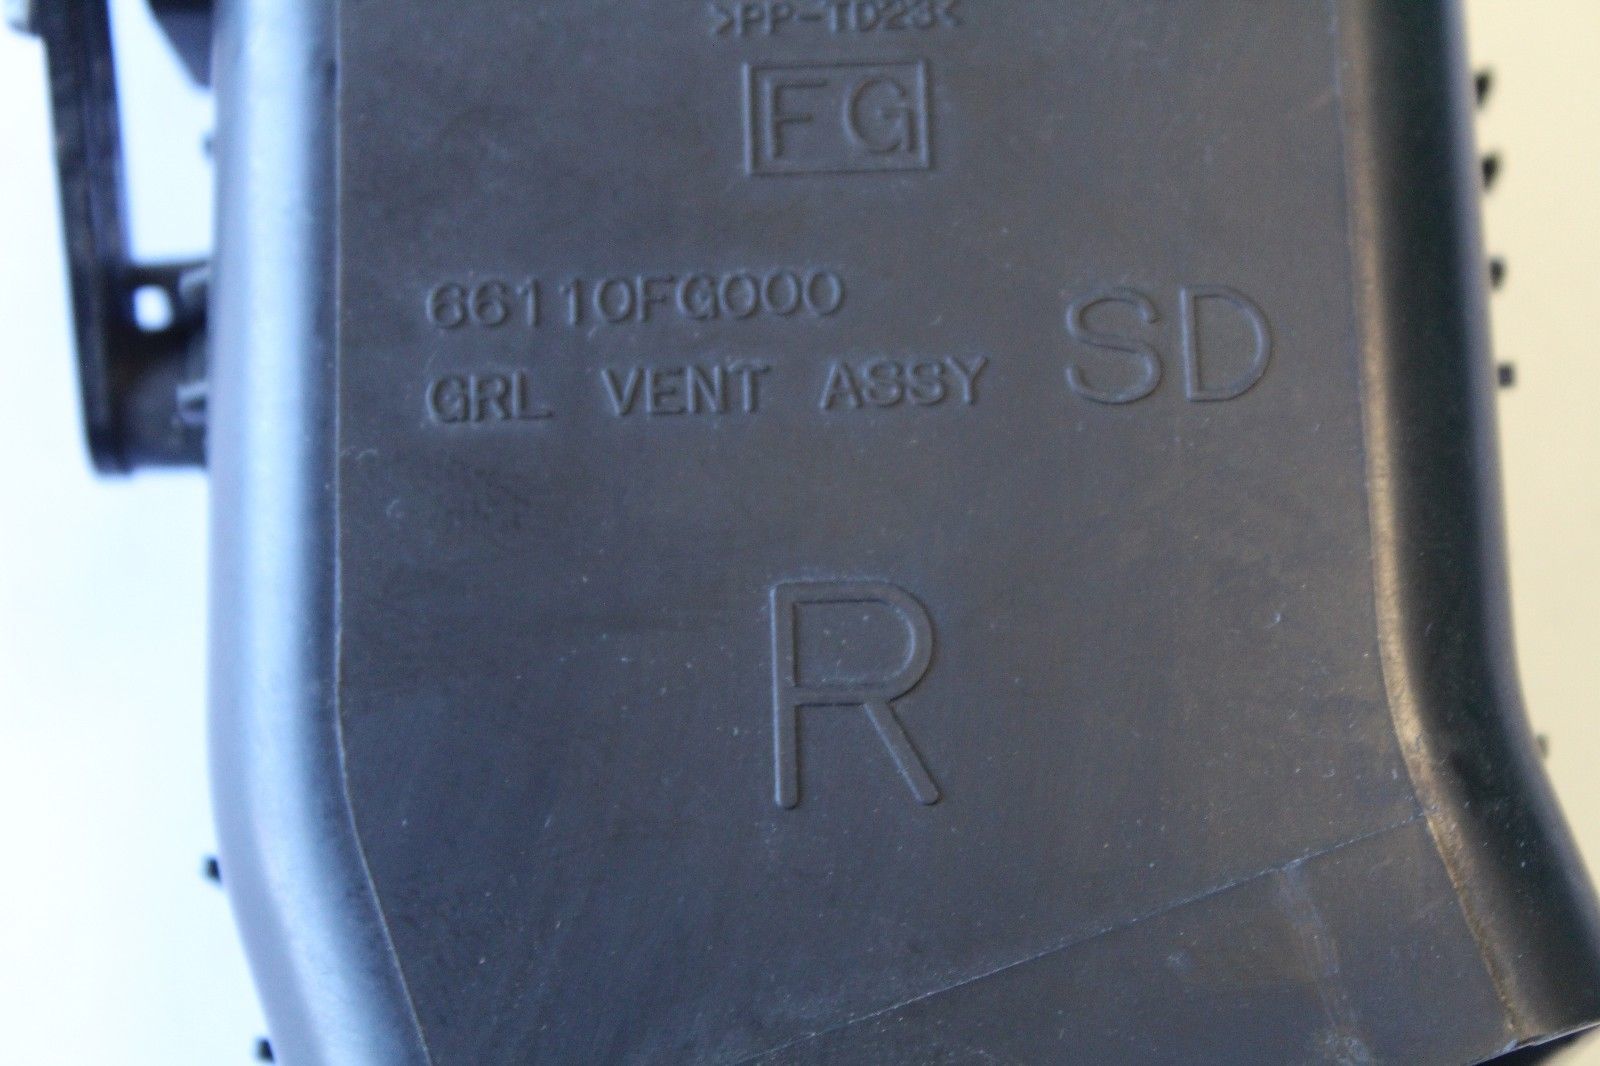 >PP-TD23<
FG
66110FG000
GRL VENT ASSY
SD
R